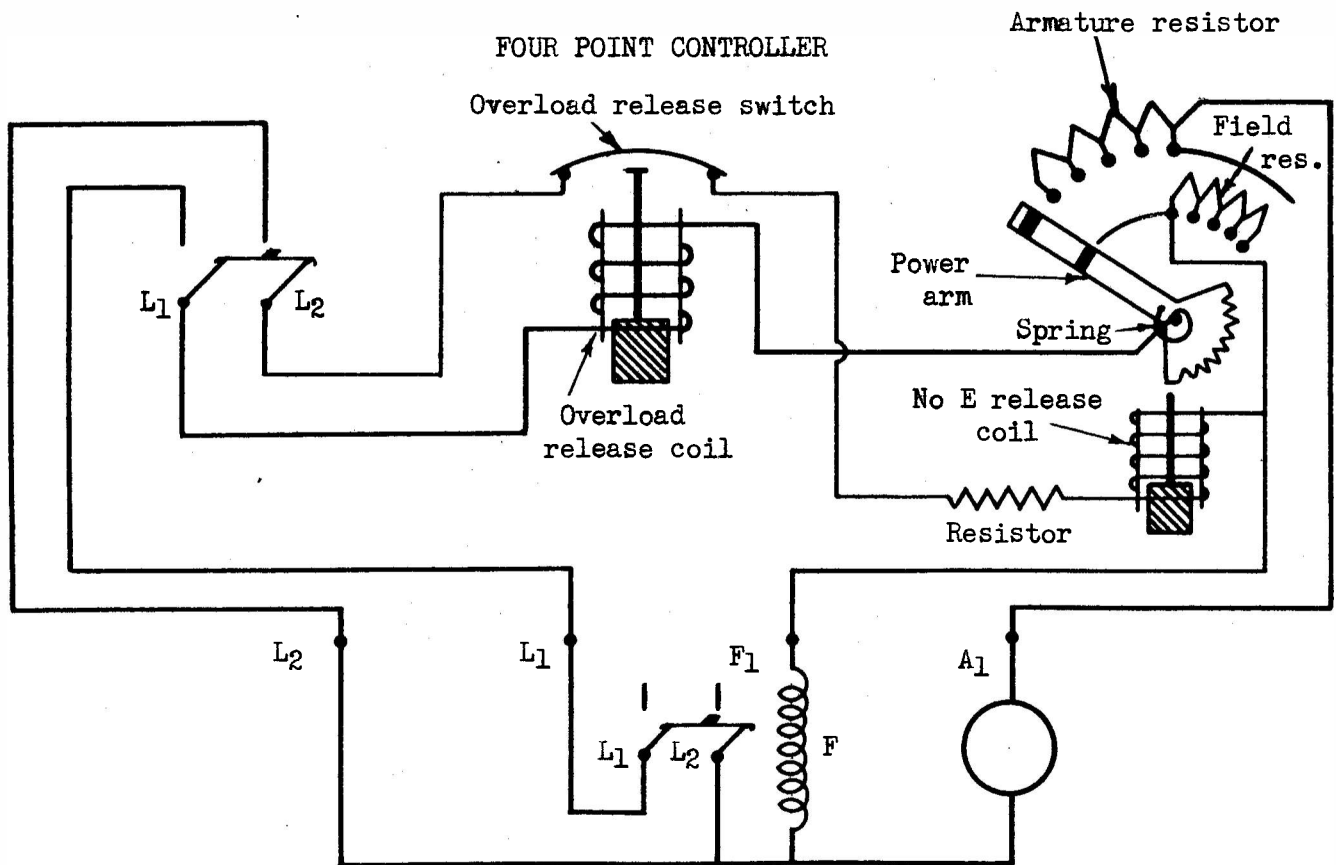 Armature resistor
FOUR POINT CONTROLLER
Overload release switch
Field
res.
Power
arm
L1
L2
Spring
No E release
coil
Overload
release coil
Resistor
L2
L1
F1
A1
L1
L2
F